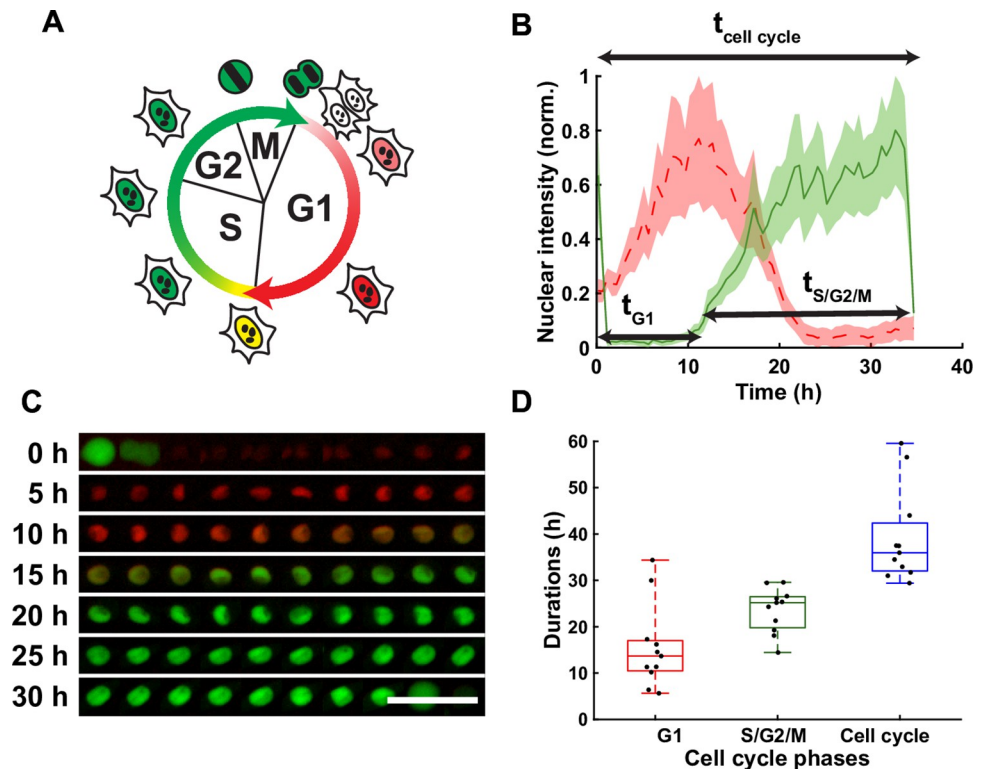 A
M
G2
G1
S
B
t cell cycle
Nuclear intensity (norm.)
1
0.8
0.6
0.4
0.2
0
t G1
t S/G2/M
0
10
20
30
40
Time (h)
C
0 h
5 h
10 h
15 h
20 h
25 h
30 h
D
Durations (h)
60
50
40
30
20
10
0
G1
S/G2/M
Cell cycle
Cell cycle phases